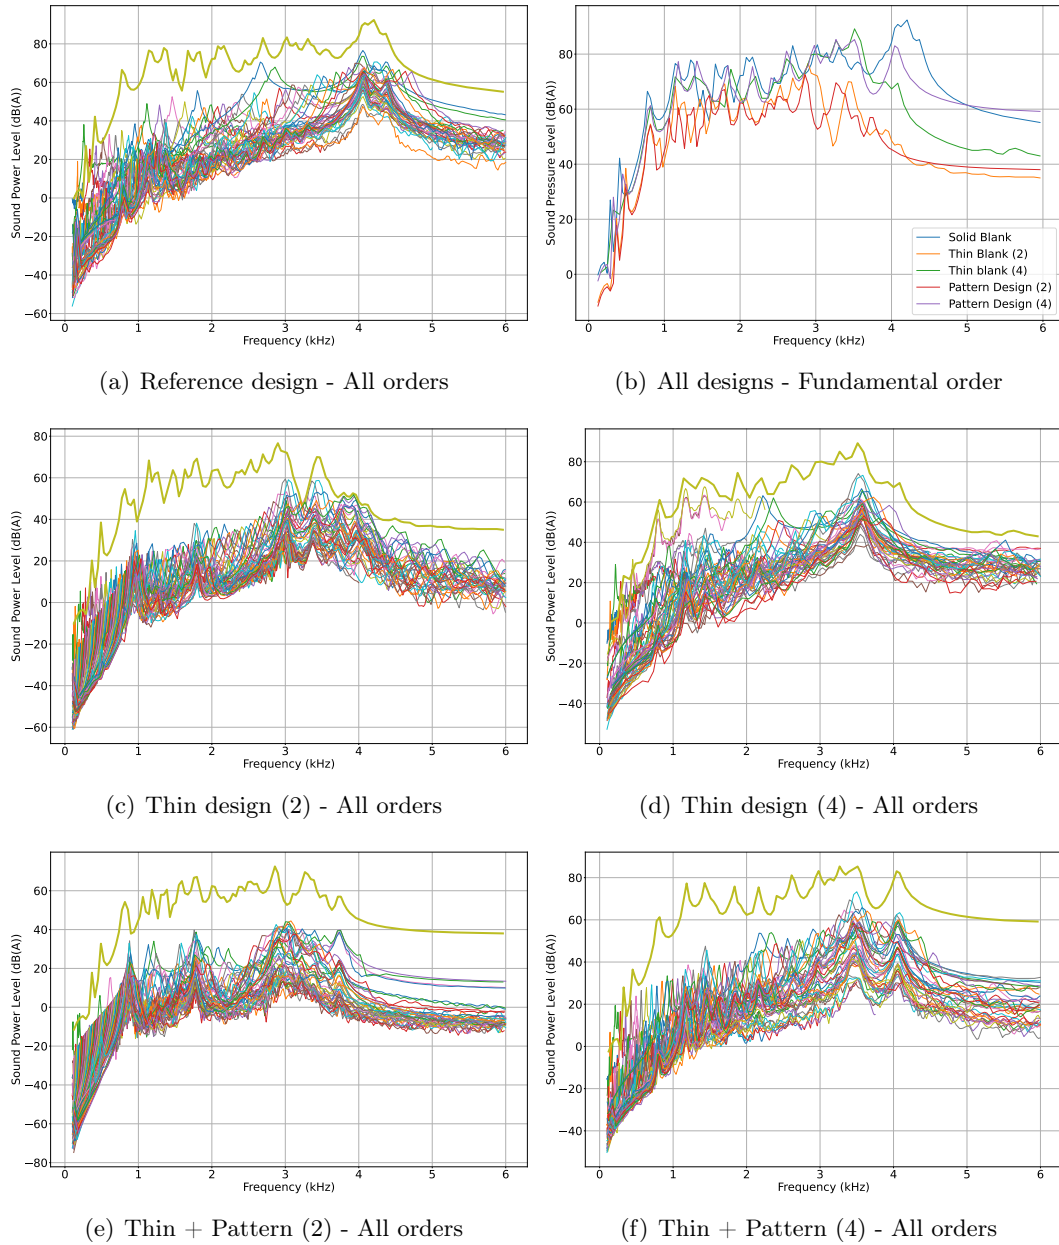 80
60
40
20
0
−20
−40
−60
Sound Power Level (dB(A))
0 1 2 3 4 5 6
Frequency (kHz)
(a) Reference design - All orders
80
60
40
20
0
Sound Pressure Level (dB(A))
Solid Blank
Thin Blank (2)
Thin blank (4)
Pattern Design (2)
Pattern Design (4)
0 1 2 3 4 5 6
Frequency (kHz)
(b) All designs - Fundamental order
80
60
40
20
0
−20
−40
−60
Sound Power Level (dB(A))
0 1 2 3 4 5 6
Frequency (kHz)
(c) Thin design (2) - All orders
80
60
40
20
0
−20
−40
Sound Power Level (dB(A))
0 1 2 3 4 5 6
Frequency (kHz)
(d) Thin design (4) - All orders
60
40
20
0
−20
−40
−60
−80
Sound Power Level (dB(A))
0 1 2 3 4 5 6
Frequency (kHz)
(e) Thin + Pattern (2) - All orders
80
60
40
20
0
−20
−40
Sound Power Level (dB(A))
0 1 2 3 4 5 6
Frequency (kHz)
(f) Thin + Pattern (4) - All orders